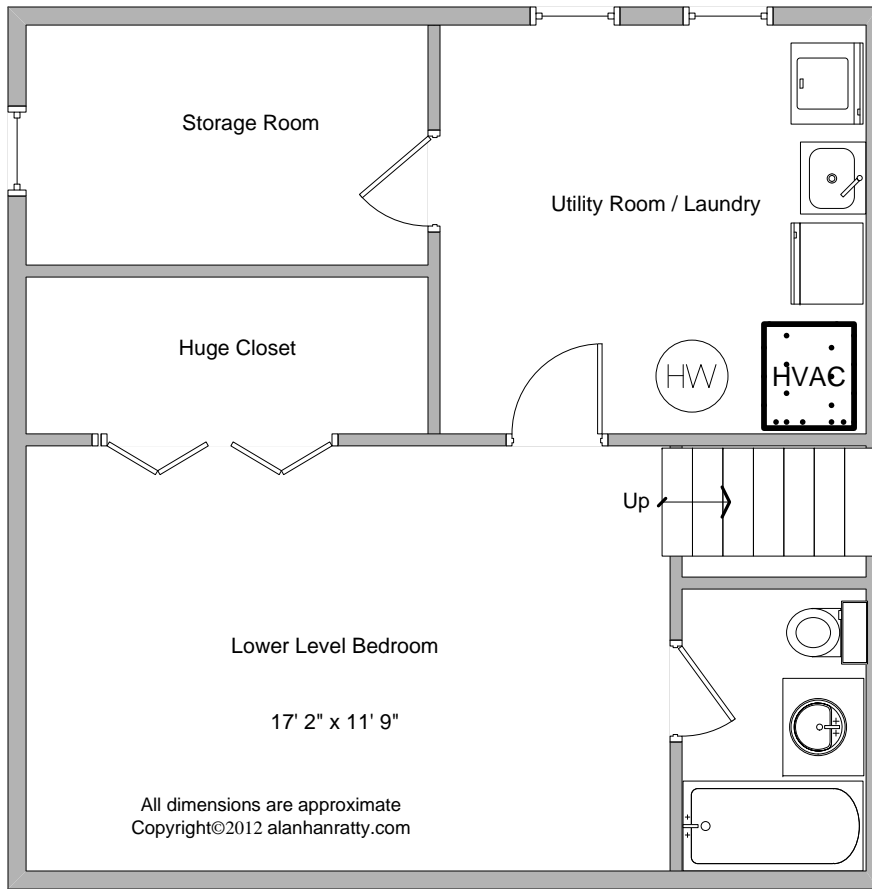 Storage Room
Utility Room / Laundry
Huge Closet
HW
HVAC
Up
Lower Level Bedroom
17' 2" x 11' 9"
All dimensions are approximate
Copyright©2012 alanhanratty.com